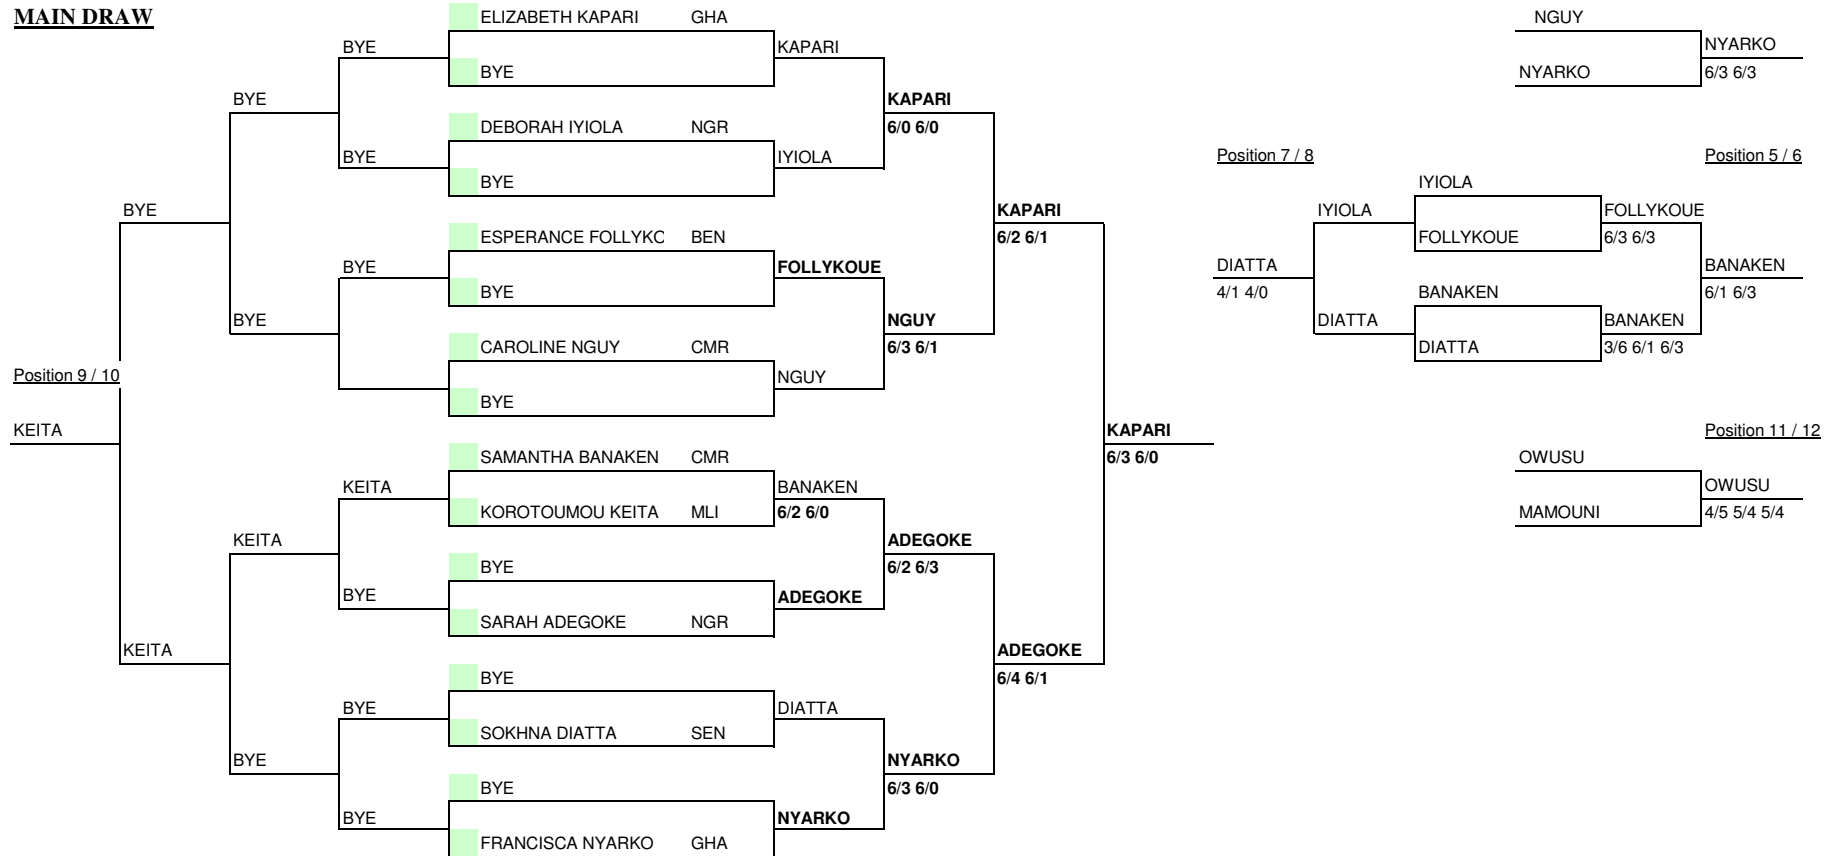 MAIN DRAW
ELIZABETH KAPARI GHA
NGUY
BYE
KAPARI
NYARKO
BYE
NYARKO
6/3 6/3
BYE
KAPARI
DEBORAH IYIOLA NGR
6/0 6/0
BYE
IYIOLA
Position 7 / 8
Position 5 / 6
BYE
IYIOLA
BYE
KAPARI
IYIOLA
FOLLYKOUE
ESPERANCE FOLLYKO BEN
6/2 6/1
FOLLYKOUE
6/3 6/3
BYE
FOLLYKOUE
DIATTA
BANAKEN
BYE
4/1 4/0
BANAKEN
6/1 6/3
BYE
NGUY
DIATTA
BANAKEN
CAROLINE NGUY CMR
6/3 6/1
DIATTA
3/6 6/1 6/3
Position 9 / 10
NGUY
BYE
KEITA
KAPARI
Position 11 / 12
SAMANTHA BANAKEN CMR
6/3 6/0
OWUSU
KEITA
BANAKEN
OWUSU
KOROTOUMOU KEITA MLI
6/2 6/0
MAMOUNI
4/5 5/4 5/4
KEITA
ADEGOKE
BYE
6/2 6/3
BYE
ADEGOKE
SARAH ADEGOKE NGR
KEITA
ADEGOKE
BYE
6/4 6/1
BYE
DIATTA
SOKHNA DIATTA SEN
BYE
NYARKO
BYE
6/3 6/0
BYE
NYARKO
FRANCISCA NYARKO GHA